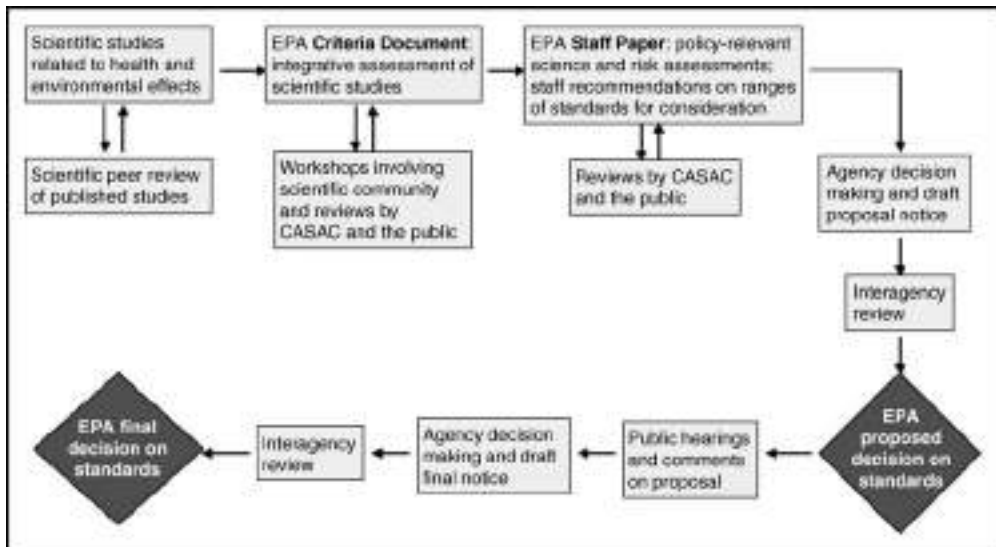 Scientific studies
related to health and
environmental effects
EPA Criteria Document:
integrative assessment of
scientific studies
EPA Staff Paper: policy-relevant
science and risk assessments;
staff recommendations on ranges
of standards for consideration
Scientific peer review
of published studies
Workshops involving
scientific community
and reviews by
CASAC and the public
Reviews by CASAC
and the public
Agency decision
making and draft
proposal notice
Interagency
review
EPA
proposed
decision on
standards
Public hearings
and comments
on proposal
Agency decision
making and draft
final notice
Interagency
review
EPA final
decision on
standards